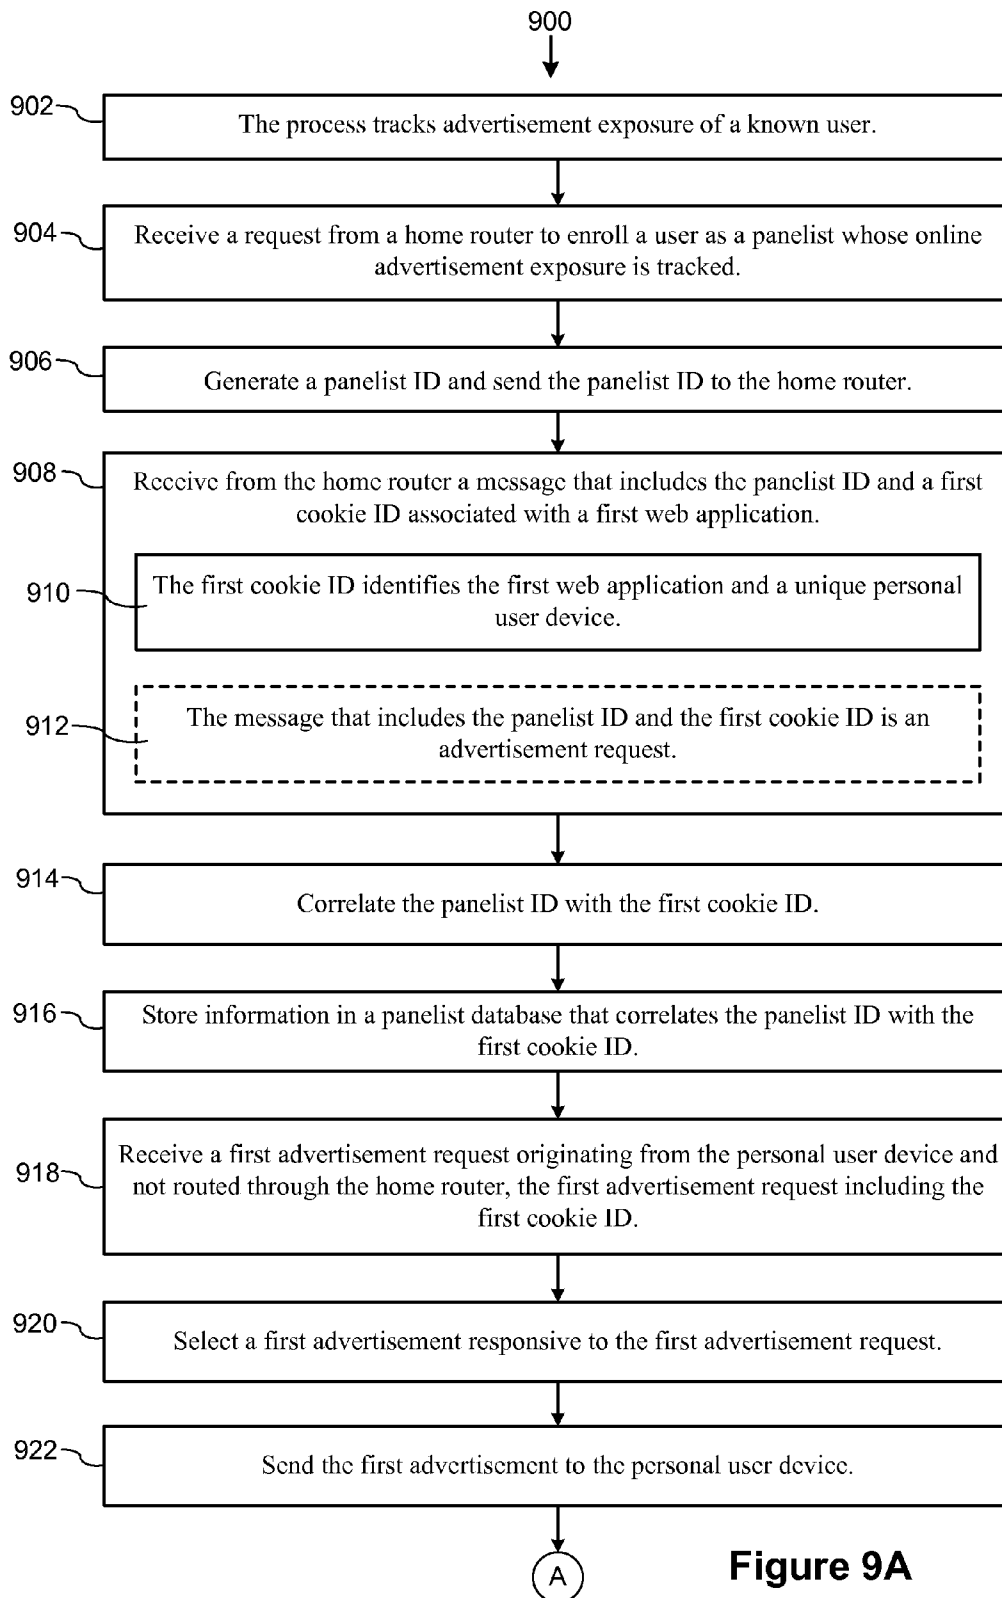 900
902
The process tracks advertisement exposure of a known user.
904
Receive a request from a home router to enroll a user as a panelist whose online
advertisement exposure is tracked.
906
Generate a panelist ID and send the panelist ID to the home router.
908
Receive from the home router a message that includes the panelist ID and a first
cookie ID associated with a first web application.
910
The first cookie ID identifies the first web application and a unique personal
user device.
912
The message that includes the panelist ID and the first cookie ID is an
advertisement request.
914
Correlate the panelist ID with the first cookie ID.
916
Store information in a panelist database that correlates the panelist ID with the
first cookie ID.
918
Receive a first advertisement request originating from the personal user device and
not routed through the home router, the first advertisement request including the
first cookie ID.
920
Select a first advertisement responsive to the first advertisement request.
922
Send the first advertisement to the personal user device.
A
Figure 9A